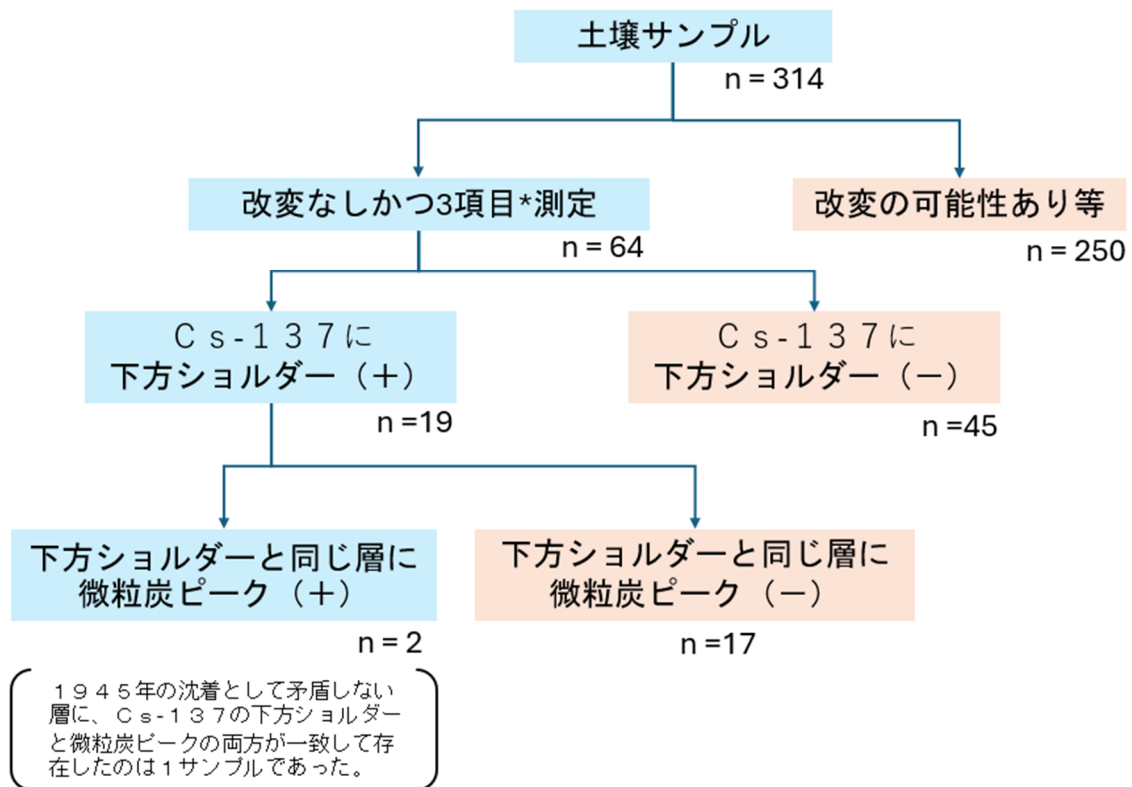 土壌サンプル
n = 314
改変なしかつ3項目*測定
n = 64
改変の可能性あり等
n = 250
Ｃｓ-１３７に
下方ショルダー（＋）
n =19
Ｃｓ-１３７に
下方ショルダー（－）
n =45
下方ショルダーと同じ層に
微粒炭ピーク（＋）
n = 2
下方ショルダーと同じ層に
微粒炭ピーク（－）
n =17
１９４５年の沈着として矛盾しない
層に、Ｃｓ-137の下方ショルダー
と微粒炭ピークの両方が一致して存
在したのは１サンプルであった。